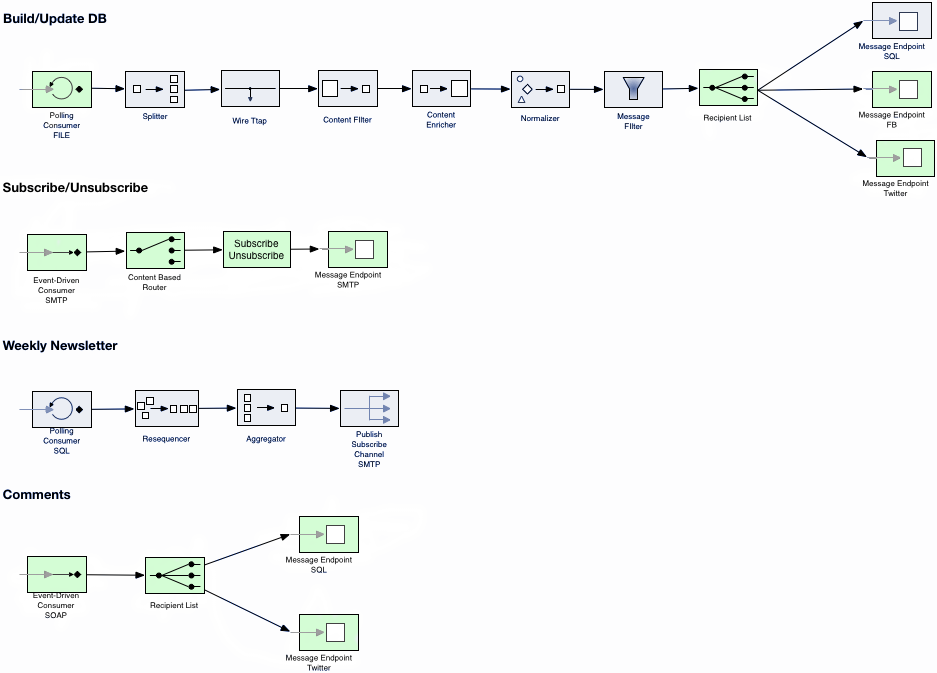 Build/Update DB
Message Endpoint
SQL
Polling
Consumer
FILE
Splitter
Wire Ttap
Content FIlter
Content
Enricher
Normalizer
Message
FIlter
Recipient List
Message Endpoint
FB
Message Endpoint
Twitter
Subscribe/Unsubscribe
Event-Driven
Consumer
SMTP
Content Based
Router
Subscribe
Unsubscribe
Message Endpoint
SMTP
Weekly Newsletter
Polling
Consumer
SQL
Resequencer
Aggregator
Publish
Subscribe
Channel
SMTP
Comments
Message Endpoint
SQL
Event-Driven
Consumer
SOAP
Recipient List
Message Endpoint
Twitter